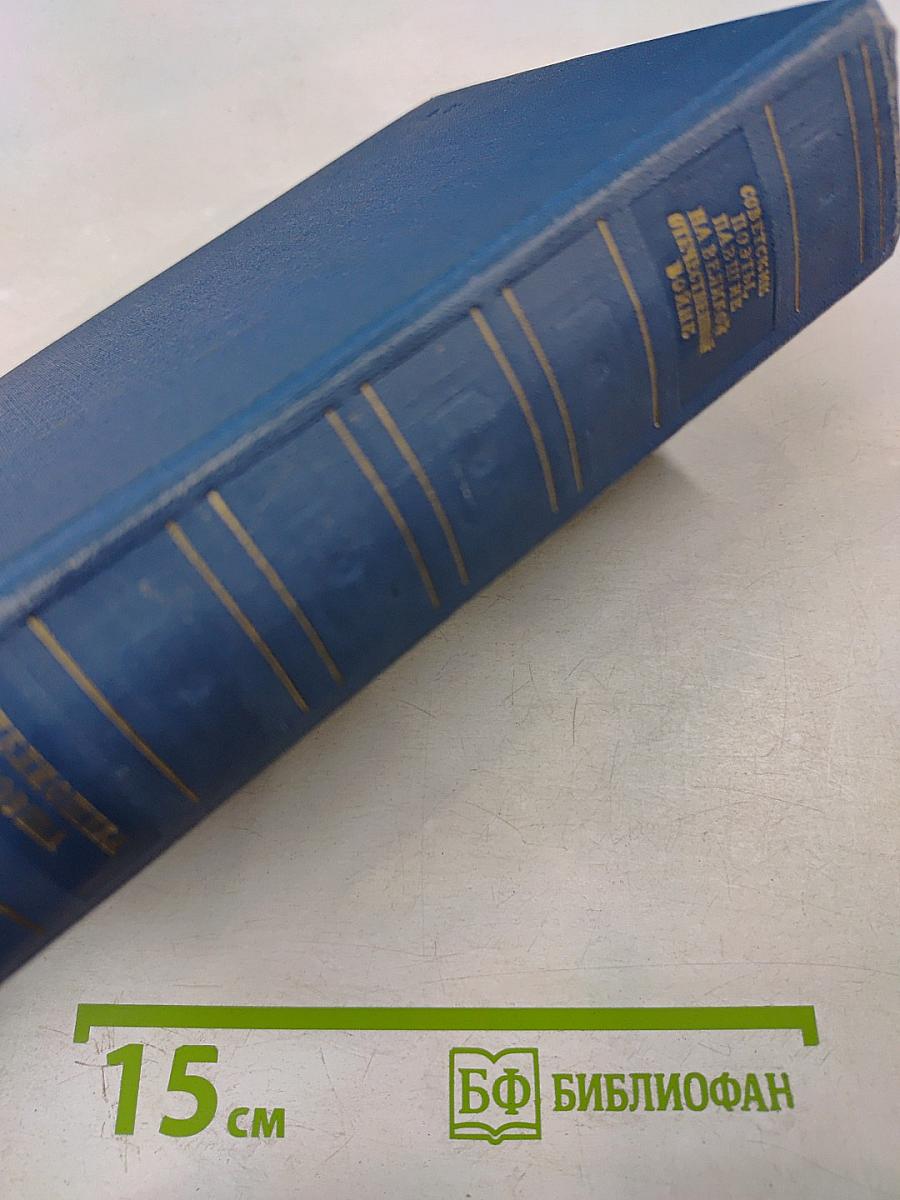 СОВЕТСКИЕ
ПОЭТЫ,
ПАВШИЕ
НА ВЕЛИКОЙ
ОТЕЧЕСТВЕННОЙ
ВОЙНЕ
15 см
БФ БИБЛИОФАН